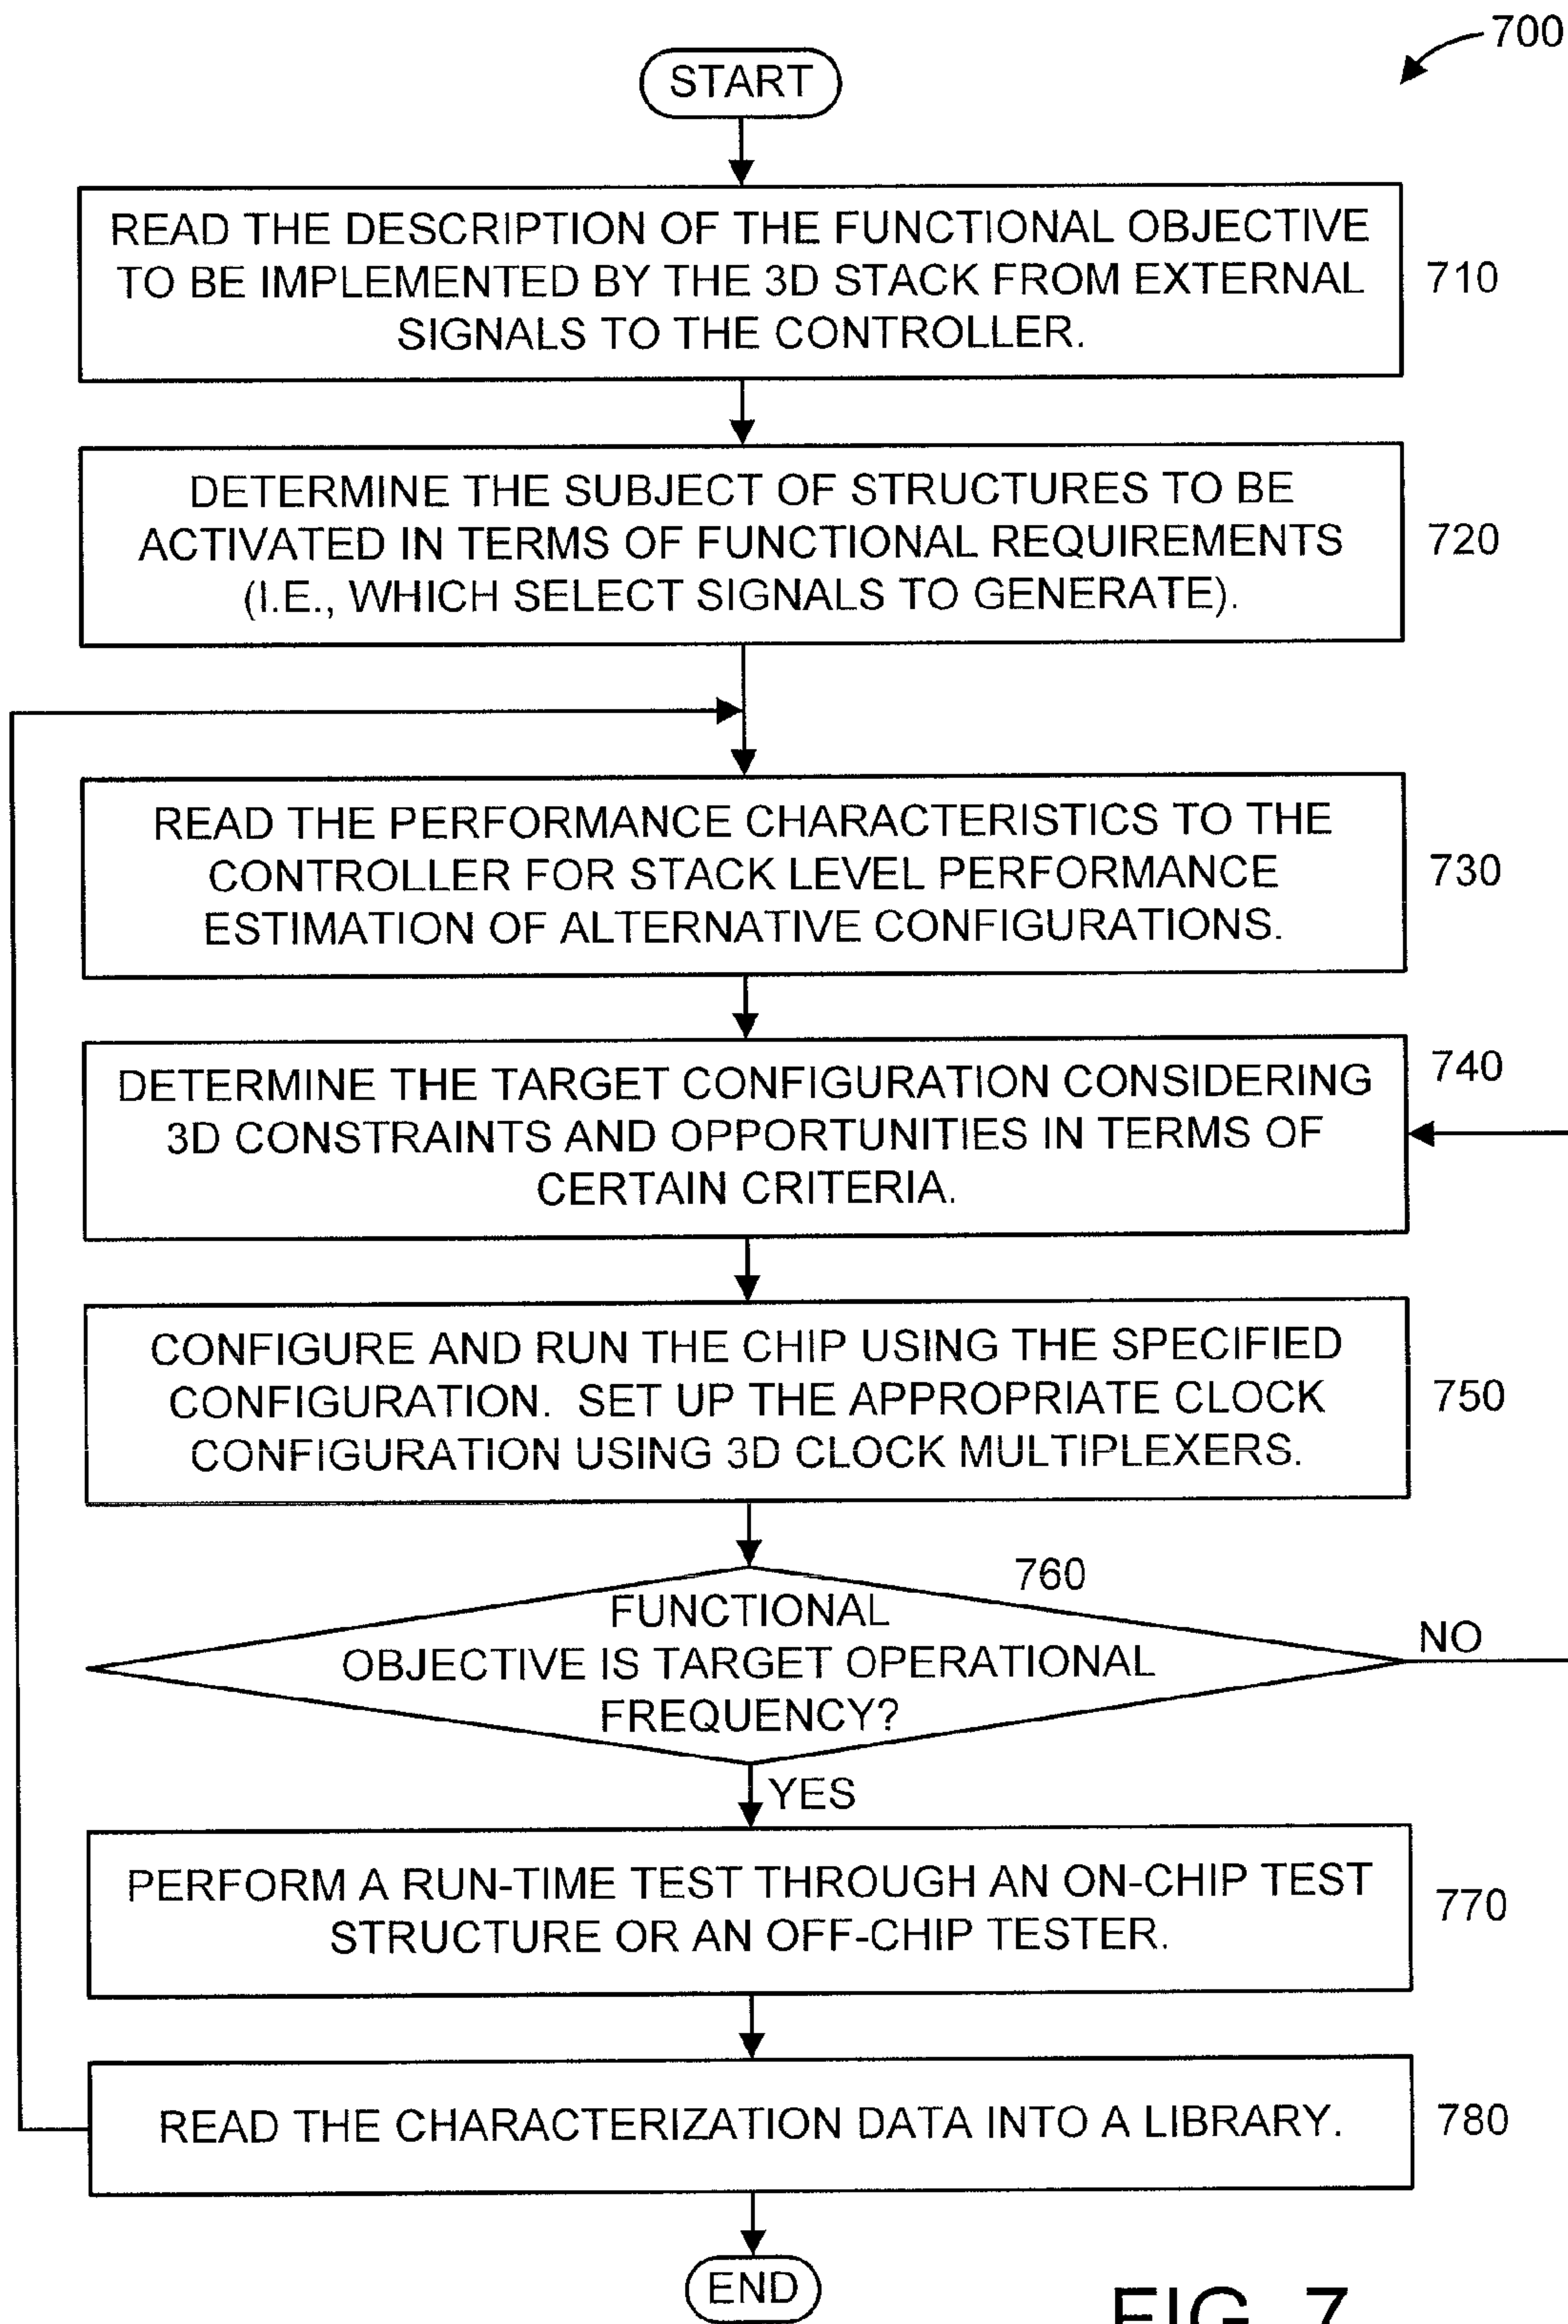 700
START
READ THE DESCRIPTION OF THE FUNCTIONAL OBJECTIVE
TO BE IMPLEMENTED BY THE 3D STACK FROM EXTERNAL
SIGNALS TO THE CONTROLLER.
710
DETERMINE THE SUBJECT OF STRUCTURES TO BE
ACTIVATED IN TERMS OF FUNCTIONAL REQUIREMENTS
(I.E., WHICH SELECT SIGNALS TO GENERATE).
720
READ THE PERFORMANCE CHARACTERISTICS TO THE
CONTROLLER FOR STACK LEVEL PERFORMANCE
ESTIMATION OF ALTERNATIVE CONFIGURATIONS.
730
DETERMINE THE TARGET CONFIGURATION CONSIDERING
3D CONSTRAINTS AND OPPORTUNITIES IN TERMS OF
CERTAIN CRITERIA.
740
CONFIGURE AND RUN THE CHIP USING THE SPECIFIED
CONFIGURATION. SET UP THE APPROPRIATE CLOCK
CONFIGURATION USING 3D CLOCK MULTIPLEXERS.
750
760
FUNCTIONAL
OBJECTIVE IS TARGET OPERATIONAL
FREQUENCY?
NO
YES
PERFORM A RUN-TIME TEST THROUGH AN ON-CHIP TEST
STRUCTURE OR AN OFF-CHIP TESTER.
770
READ THE CHARACTERIZATION DATA INTO A LIBRARY.
780
END
FIG. 7